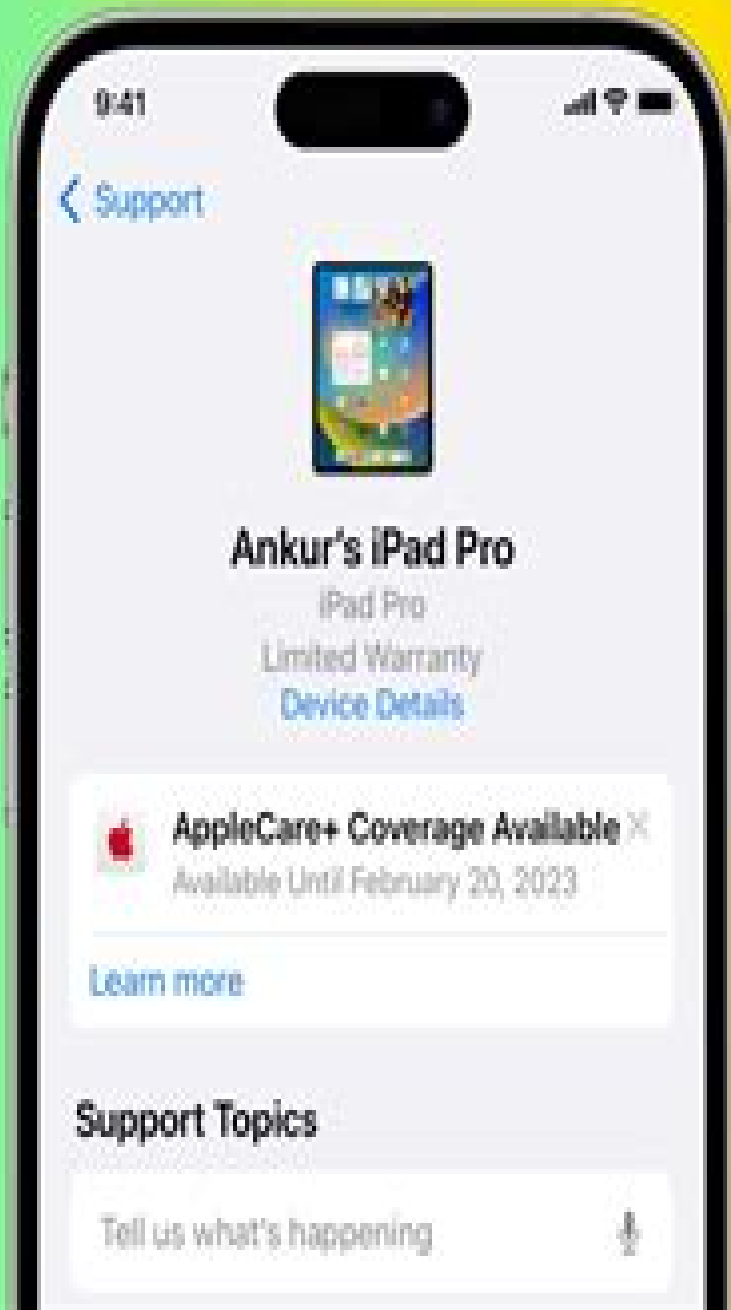 9:41
Support
Ankur's iPad Pro
iPad Pro
Limited Warranty
Device Details
AppleCare+ Coverage Available
Available Until February 20, 2023
Learn more
Support Topics
Tell us what's happening